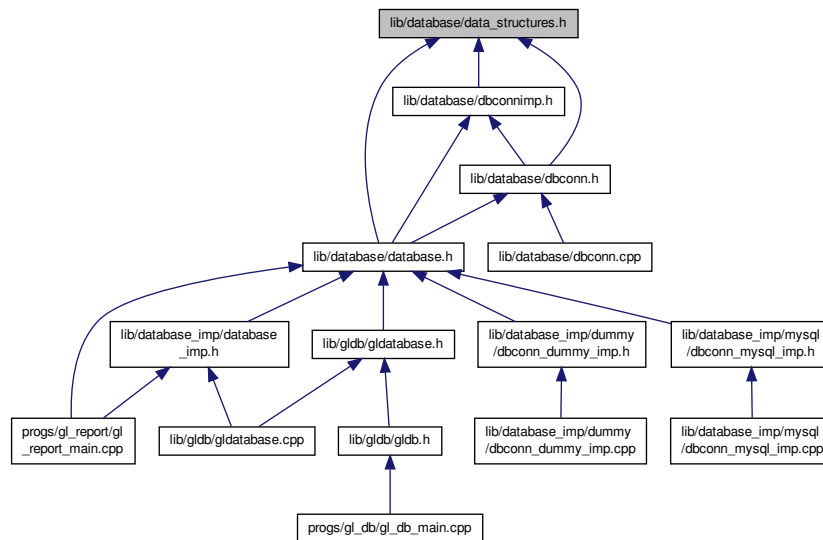 lib/database/data_structures.h
lib/database/dbconnimp.h
lib/database/dbconn.h
lib/database/database.h
lib/database/dbconn.cpp
lib/database_imp/database
_imp.h
lib/gldb/gldatabase.h
lib/database_imp/dummy
/dbconn_dummy_imp.h
lib/database_imp/mysql
/dbconn_mysql_imp.h
progs/gl_report/gl
_report_main.cpp
lib/gldb/gldatabase.cpp
lib/gldb/gldb.h
lib/database_imp/dummy
/dbconn_dummy_imp.cpp
lib/database_imp/mysql
/dbconn_mysql_imp.cpp
progs/gl_db/gl_db_main.cpp